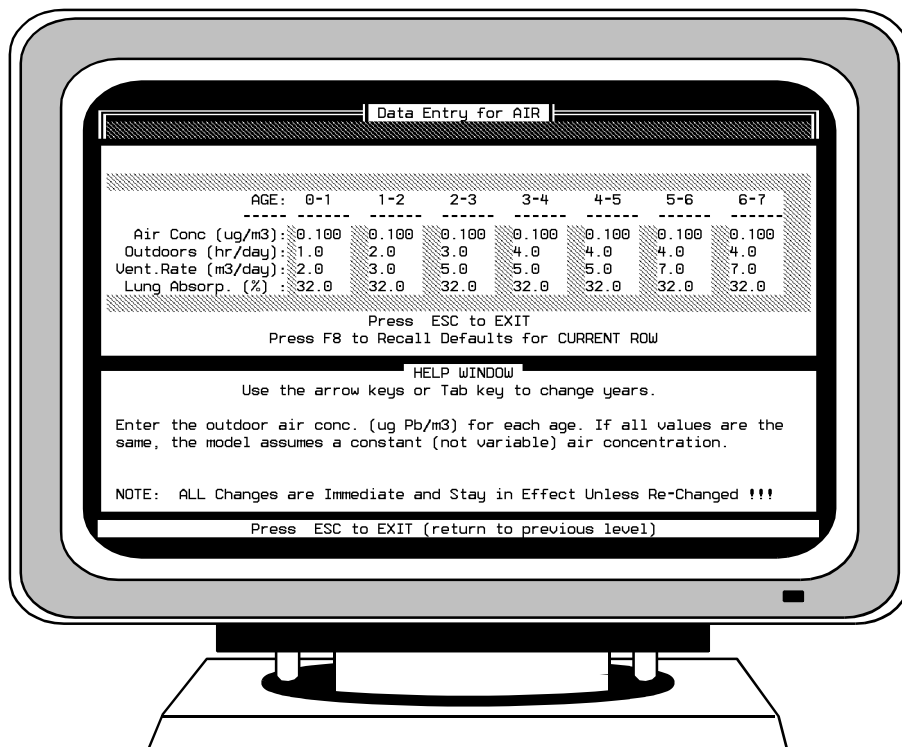 Data Entry for AIR
AGE: 0-1 1-2 2-3 3-4 4-5 5-6 6-7
----- ------ ------ ------ ------ ------ ------ ------
Air Conc (ug/m3): 0.100 0.100 0.100 0.100 0.100 0.100 0.100
Outdoors (hr/day): 1.0 2.0 3.0 4.0 4.0 4.0 4.0
Vent.Rate (m3/day): 2.0 3.0 5.0 5.0 5.0 7.0 7.0
Lung Absorp. (%) : 32.0 32.0 32.0 32.0 32.0 32.0 32.0
Press ESC to EXIT
Press F8 to Recall Defaults for CURRENT ROW
HELP WINDOW
Use the arrow keys or Tab key to change years.
Enter the outdoor air conc. (ug Pb/m3) for each age. If all values are the
same, the model assumes a constant (not variable) air concentration.
NOTE: ALL Changes are Immediate and Stay in Effect Unless Re-Changed !!!
Press ESC to EXIT (return to previous level)